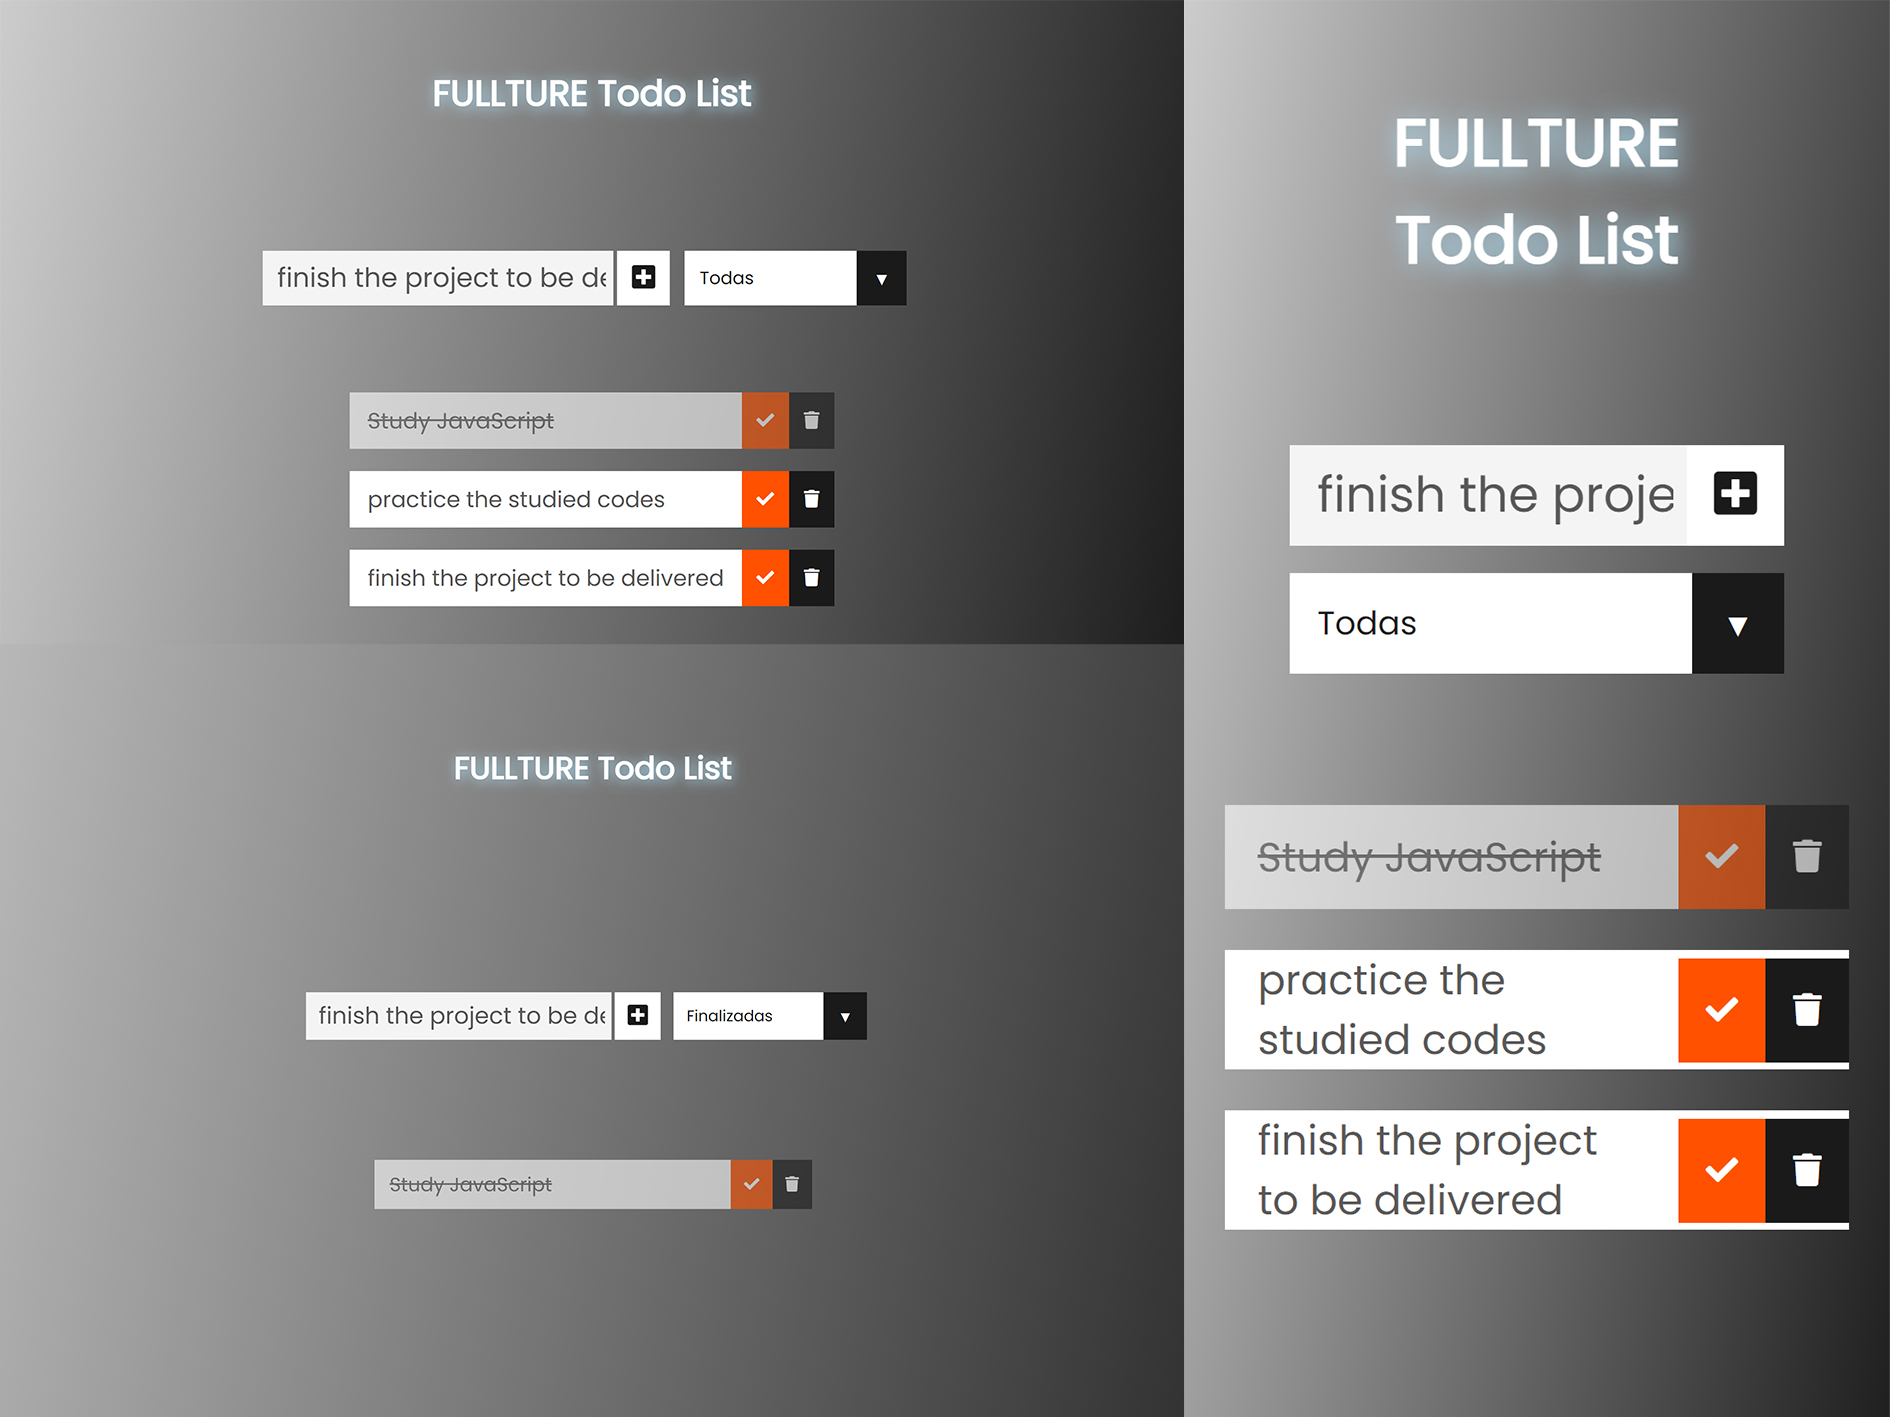 FULLTURE Todo List
finish the project to be de
Todas
Study JavaScript
practice the studied codes
finish the project to be delivered
FULLTURE Todo List
finish the project to be de
Finalizadas
Study JavaScript
FULLTURE
Todo List
finish the proje
Todas
Study JavaScript
practice the
studied codes
finish the project
to be delivered